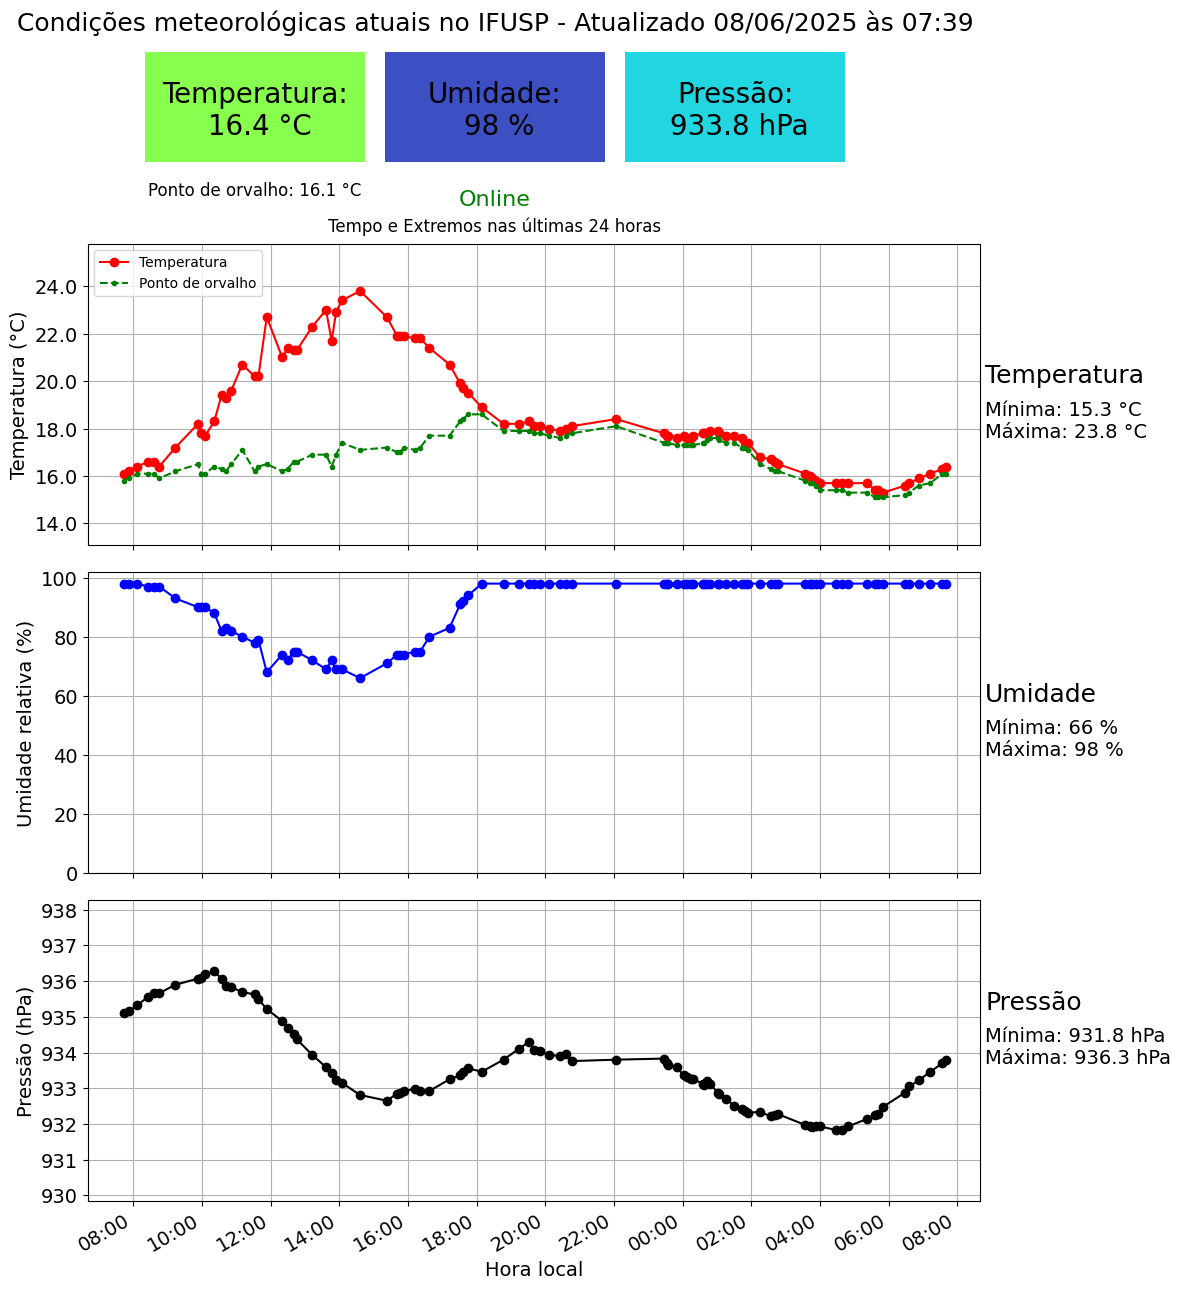 Condições meteorológicas atuais no IFUSP - Atualizado 08/06/2025 às 07:39
Temperatura:
16.4 °C
Umidade:
98 %
Pressão:
933.8 hPa
Ponto de orvalho: 16.1 °C
Online
Tempo e Extremos nas últimas 24 horas
Temperatura
Ponto de orvalho
Temperatura (°C)
24.0
22.0
20.0
18.0
16.0
14.0
Temperatura
Mínima: 15.3 °C
Máxima: 23.8 °C
Umidade relativa (%)
100
80
60
40
20
0
Umidade
Mínima: 66 %
Máxima: 98 %
Pressão (hPa)
938
937
936
935
934
933
932
931
930
Pressão
Mínima: 931.8 hPa
Máxima: 936.3 hPa
08:00
10:00
12:00
14:00
16:00
18:00
20:00
22:00
00:00
02:00
04:00
06:00
08:00
Hora local